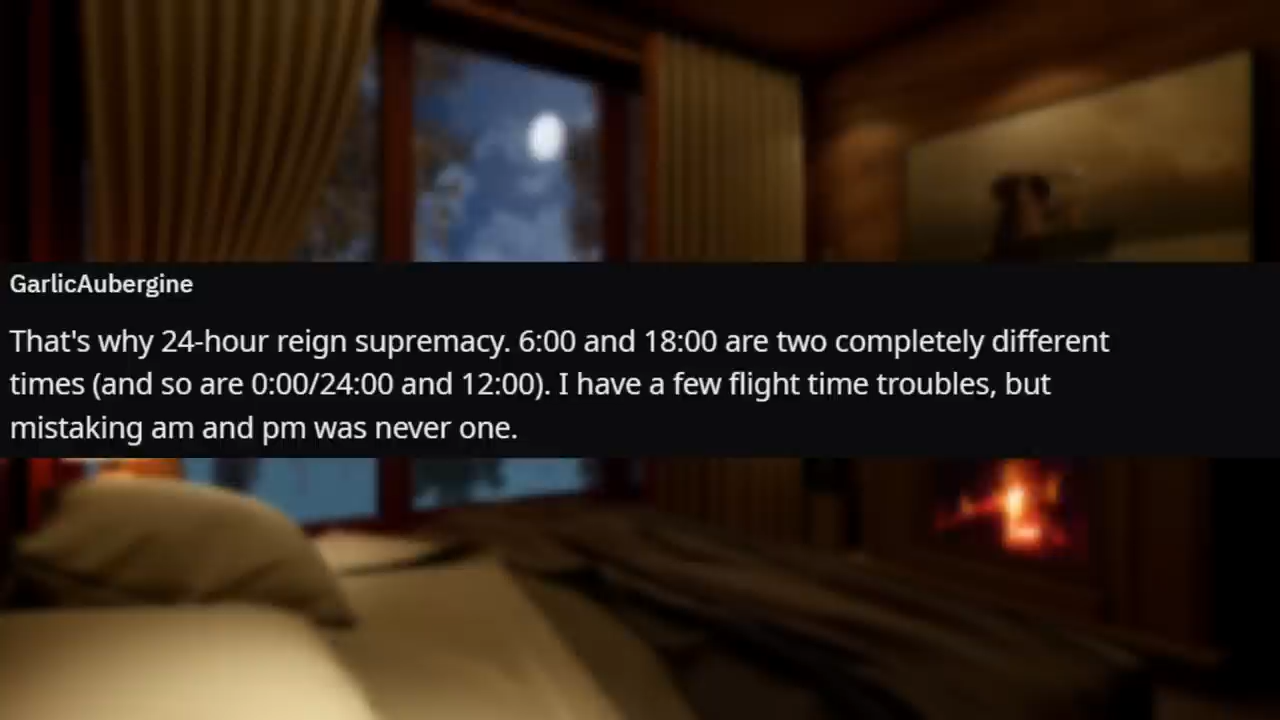 GarlicAubergine
That's why 24-hour reign supremacy. 6:00 and 18:00 are two completely different
times (and so are 0:00/24:00 and 12:00). I have a few flight time troubles, but
mistaking am and pm was never one.